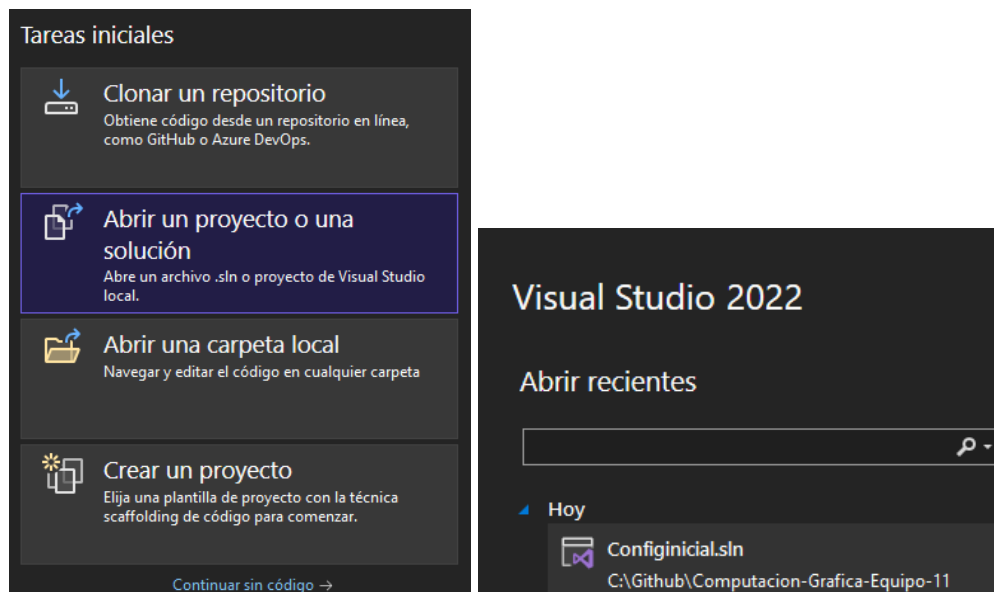 Tareas iniciales
Clonar un repositorio
Obtiene código desde un repositorio en línea,
como GitHub o Azure DevOps.
Abrir un proyecto o una
solución
Abre un archivo .sln o proyecto de Visual Studio
local.
Abrir una carpeta local
Navegar y editar el código en cualquier carpeta
Crear un proyecto
Elija una plantilla de proyecto con la técnica
scaffolding de código para comenzar.
Continuar sin código →
Visual Studio 2022
Abrir recientes
Hoy
Configinicial.sln
C:\Github\Computacion-Grafica-Equipo-11